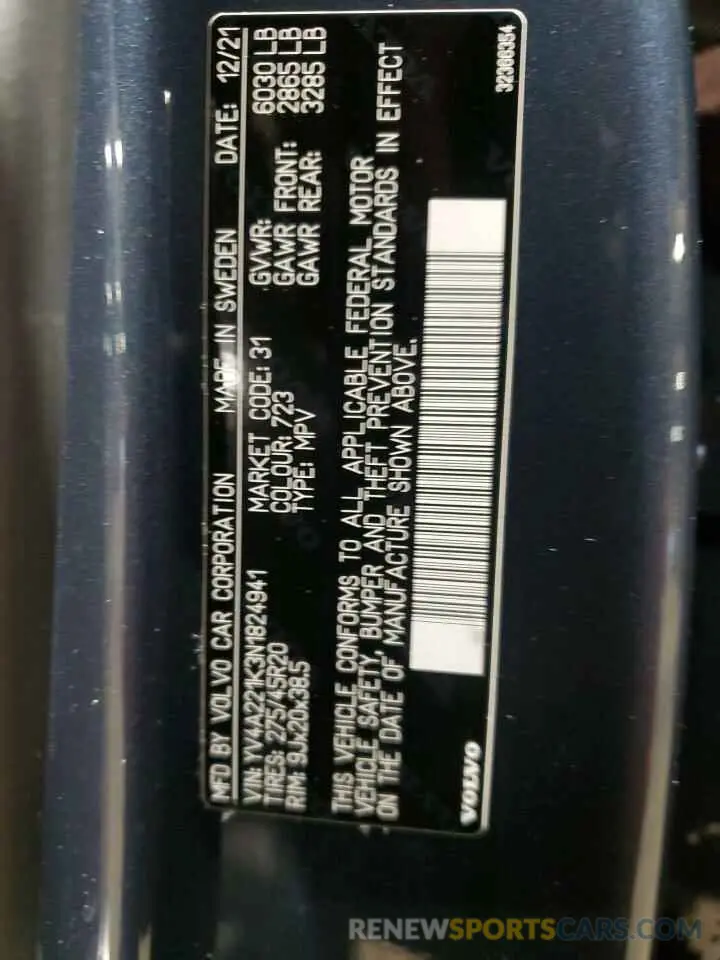 MFD BY VOLVO CAR CORPORATION MADE IN SWEDEN DATE: 12/21
VIN: YV4A221K3N1824941
TIRES: 275/45R20
RIM: 9Jx20x38.5
MARKET CODE: 31
COLOUR: 723
TYPE: MPV
GVWR: 6030 LB
GAWR FRONT: 2865 LB
GAWR REAR: 3285 LB
THIS VEHICLE CONFORMS TO ALL APPLICABLE FEDERAL MOTOR
VEHICLE SAFETY, BUMPER AND THEFT PREVENTION STANDARDS IN EFFECT
ON THE DATE OF MANUFACTURE SHOWN ABOVE.
VOLVO
32366354
RENEWSPORTSCARS.COM